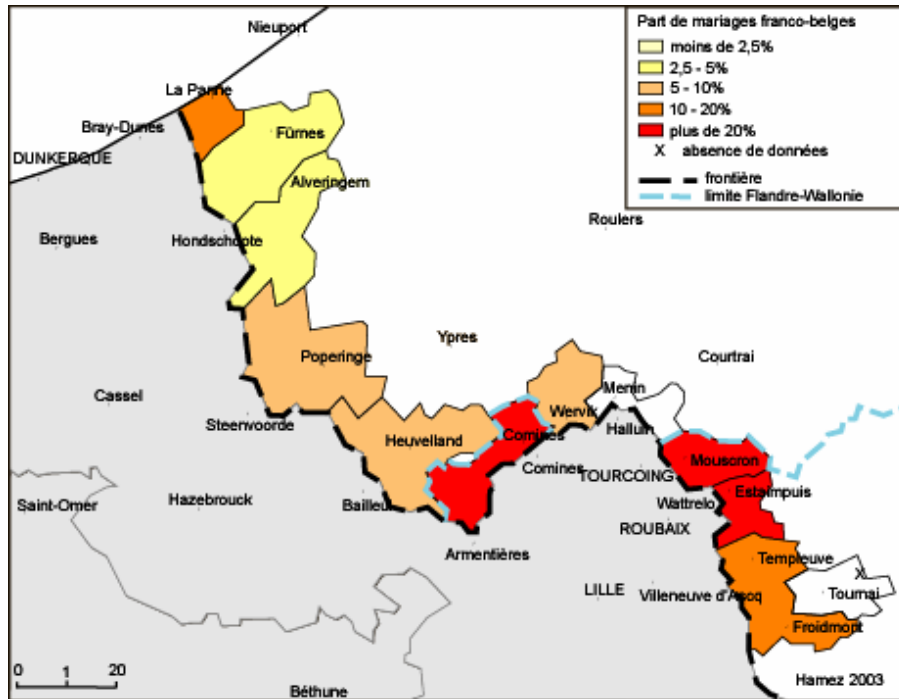 Part de mariages franco-belges
moins de 2,5%
2,5 - 5%
5 - 10%
10 - 20%
plus de 20%
X absence de données
frontière
limite Flandre-Wallonie
Nieuport
La Panne
Bray-Dunes
Fûrnes
DUNKERQUE
Alveringem
Roulers
Bergues
Hondschoote
Ypres
Poperinge
Courtrai
Cassel
Menin
Steenvoorde
Wervik
Halluin
Heuvelland
Comines
Mouscron
Comines
TOURCOING
Estaimpuis
Saint-Omer
Hazebrouck
Bailleul
Wattrelo
ROUBAIX
Armentières
Templeuve
X
LILLE
Villeneuve d'Ascq
Tournai
Froidmont
0 1 20
Hamez 2003
Béthune